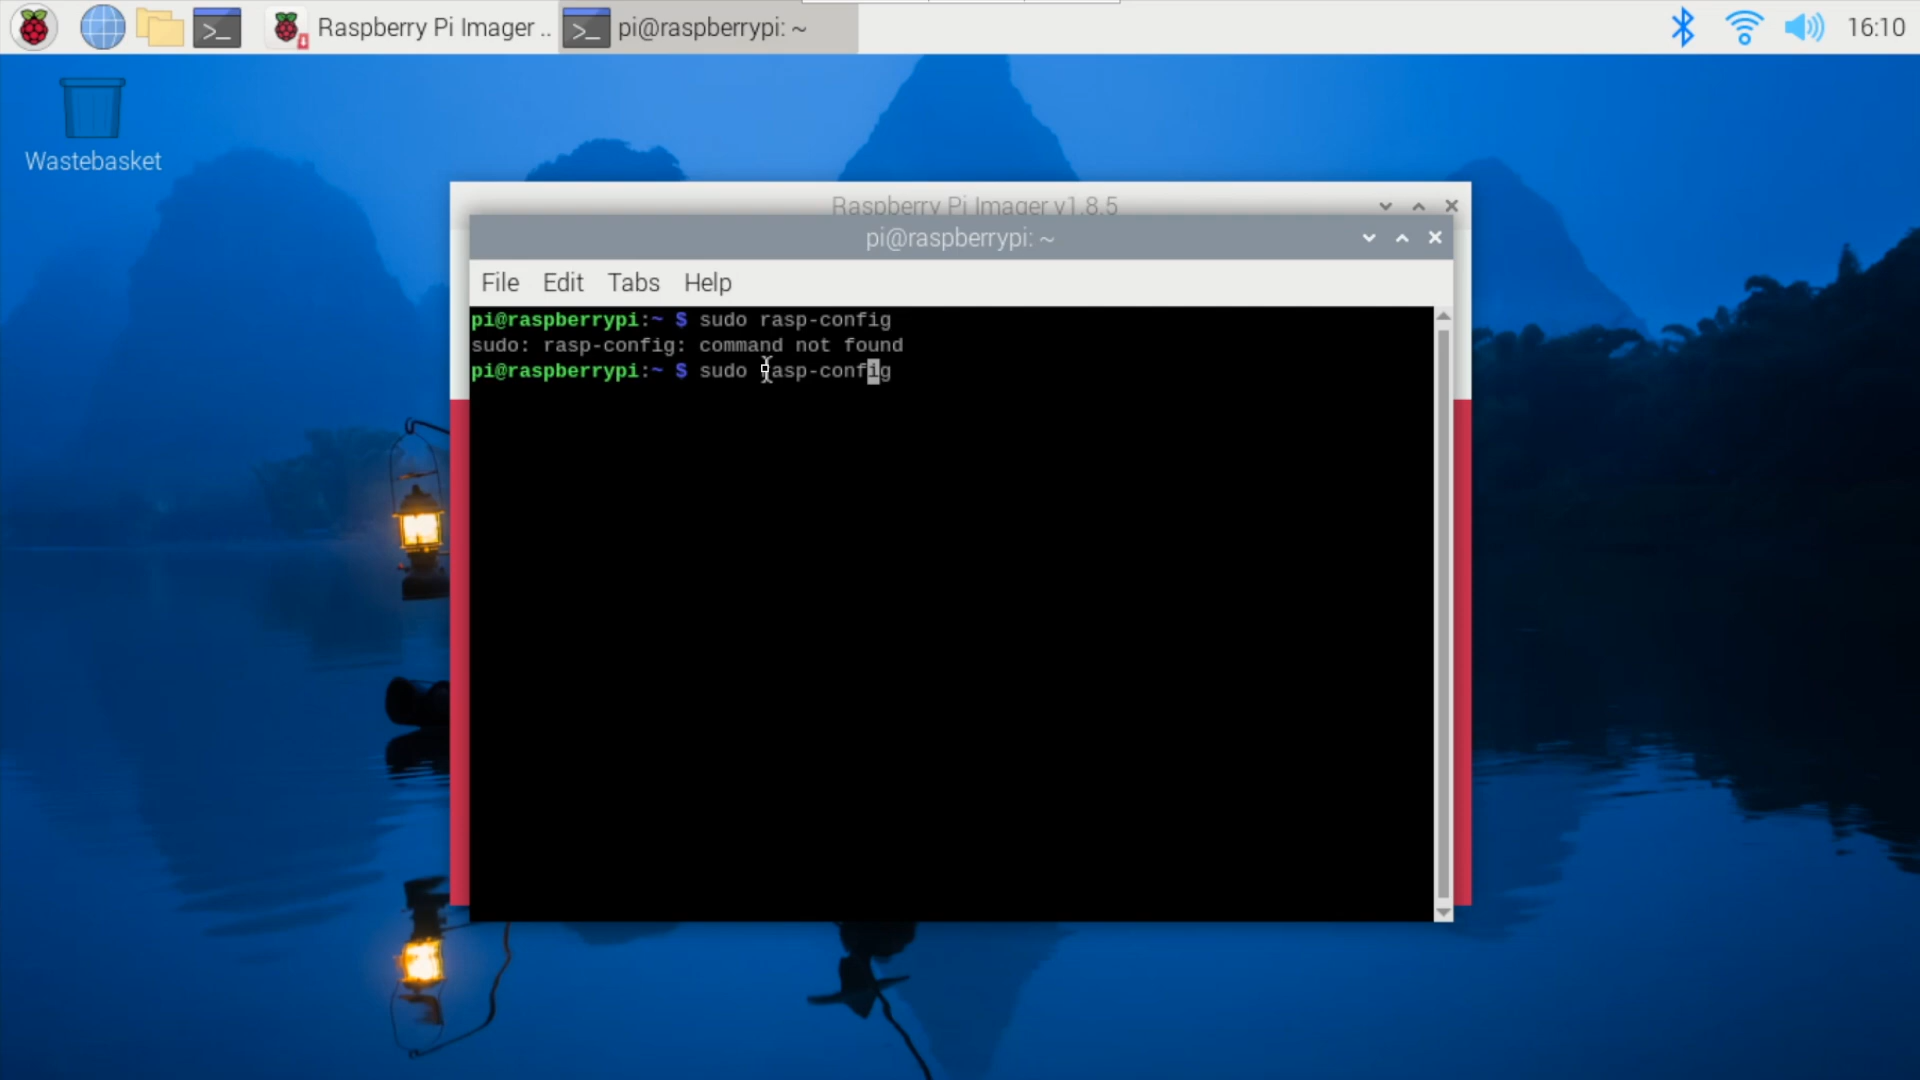 Raspberry Pi Imager ..
pi@raspberrypi: ~
16:10
Wastebasket
Raspberry Pi Imager v1.8.5
pi@raspberrypi: ~
File Edit Tabs Help
pi@raspberrypi:~ $ sudo rasp-config
sudo: rasp-config: command not found
pi@raspberrypi:~ $ sudo rasp-config